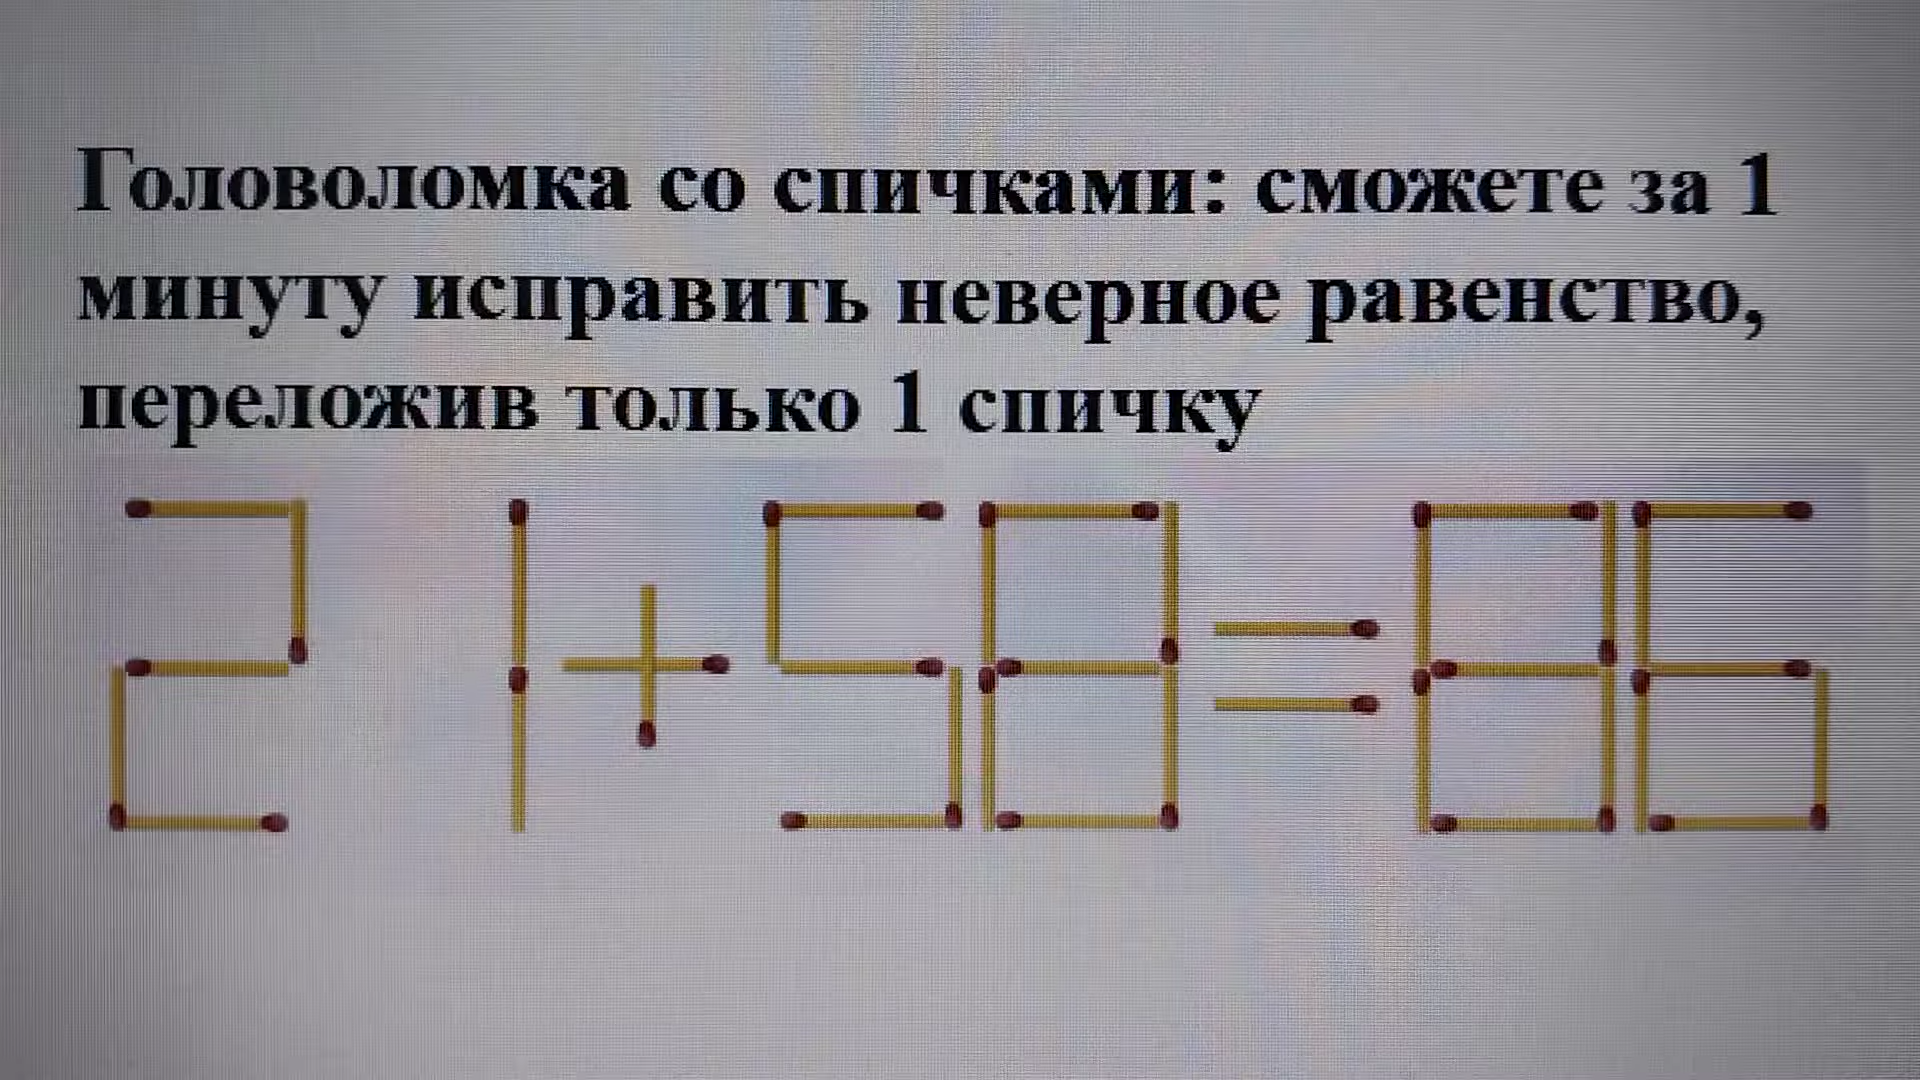 Головоломка со спичками: сможете за 1
минуту исправить неверное равенство,
переложив только 1 спичку
21+58=86